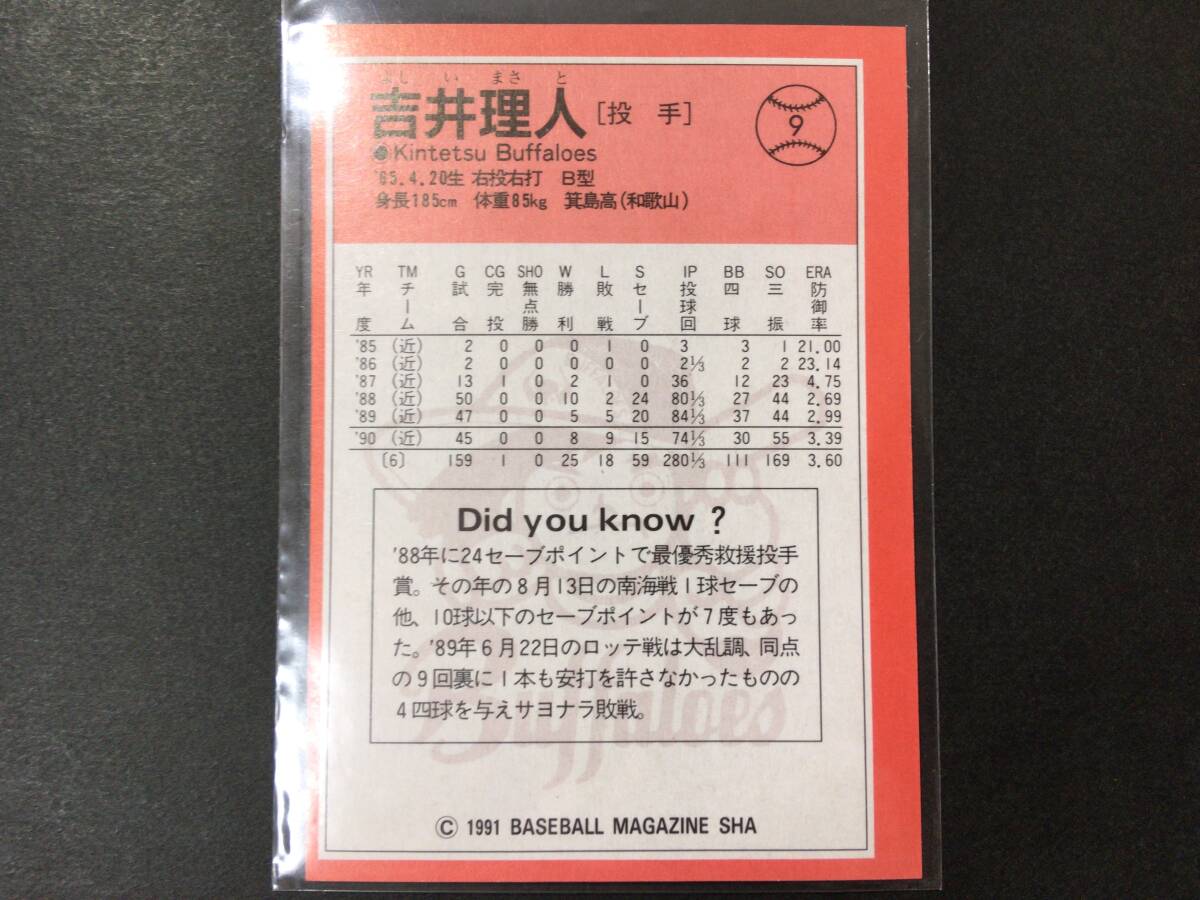 よしい まさと
吉井理人 [投手]
9
●Kintetsu Buffaloes
'65.4.20生 右投右打 B型
身長185cm 体重85kg 箕島高(和歌山)
YR TM G CG SHO W L S IP BB SO ERA
年度 チーム 試合 完投 無点勝 勝利 敗戦 セーブ 投球回 四球 三振 防御率
'85 (近) 2 0 0 0 1 0 3 3 1 21.00
'86 (近) 2 0 0 0 0 0 2⅓ 2 2 23.14
'87 (近) 13 1 0 2 1 0 36 12 23 4.75
'88 (近) 50 0 0 10 2 24 80⅓ 27 44 2.69
'89 (近) 47 0 0 5 5 20 84⅓ 37 44 2.99
'90 (近) 45 0 0 8 9 15 74⅓ 30 55 3.39
〔6〕 159 1 0 25 18 59 280⅓ 111 169 3.60
Did you know ?
'88年に24セーブポイントで最優秀救援投手
賞。その年の8月13日の南海戦1球セーブの
他、10球以下のセーブポイントが7度もあっ
た。'89年6月22日のロッテ戦は大乱調、同点
の9回裏に1本も安打を許さなかったものの
4四球を与えサヨナラ敗戦。
Buffaloes
© 1991 BASEBALL MAGAZINE SHA